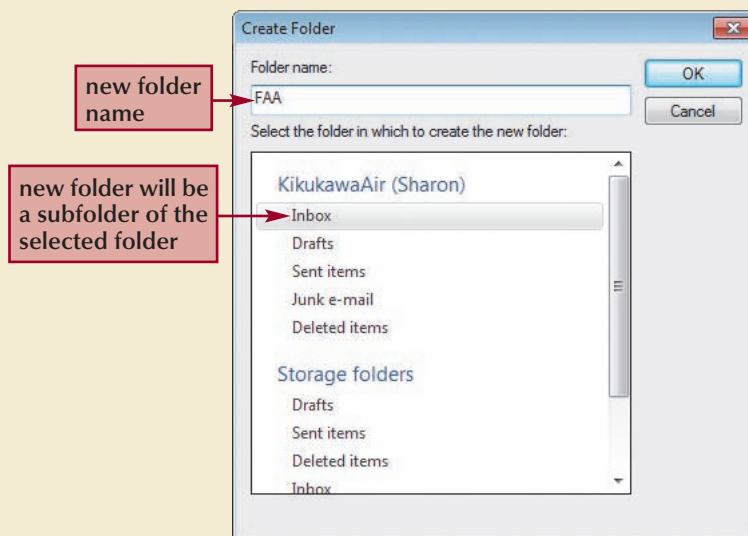 Create Folder
Folder name:
OK
new folder
name
FAA
Cancel
Select the folder in which to create the new folder:
KikukawaAir (Sharon)
new folder will be
a subfolder of the
selected folder
Inbox
Drafts
Sent items
Junk e-mail
Deleted items
Storage folders
Drafts
Sent items
Deleted items
Inbox